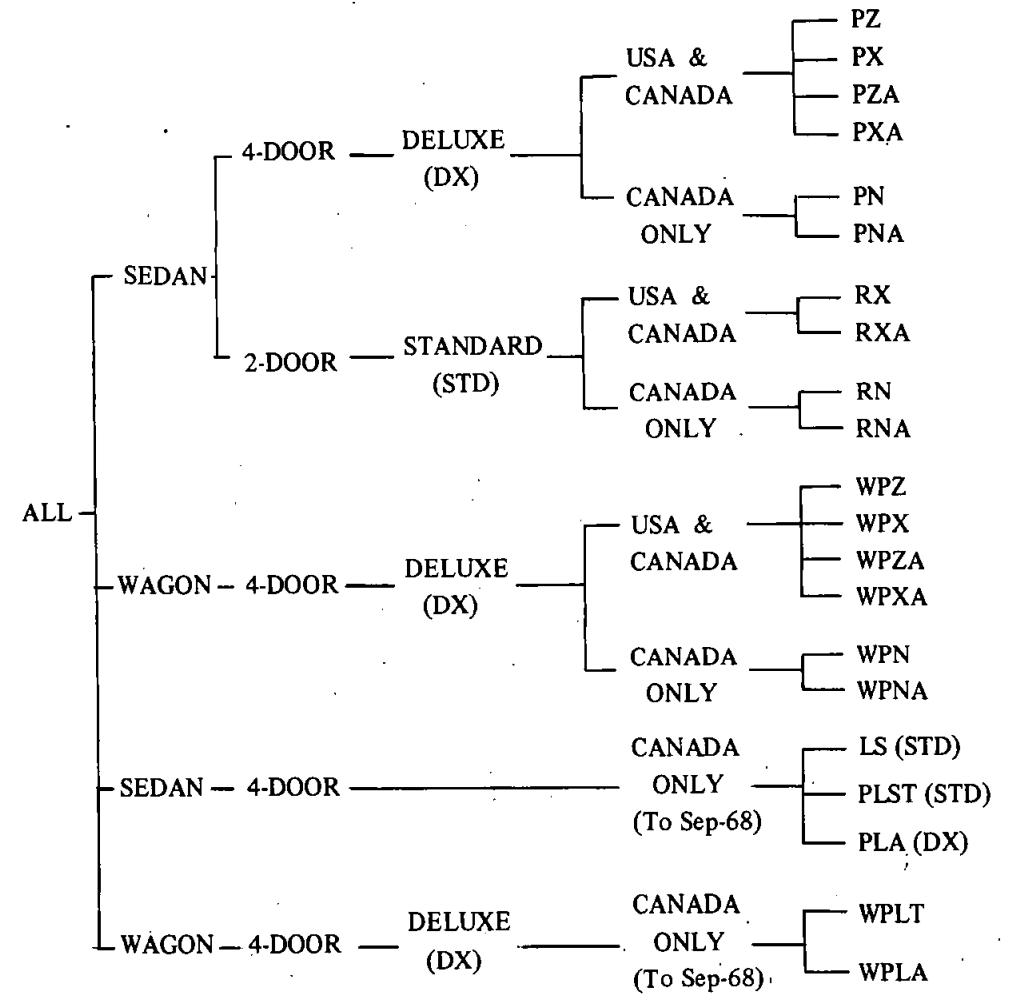 PZ
USA &
CANADA
PX
PZA
PXA
4-DOOR
DELUXE
(DX)
CANADA
ONLY
PN
PNA
SEDAN
USA &
CANADA
RX
RXA
2-DOOR
STANDARD
(STD)
CANADA
ONLY
RN
RNA
ALL
WPZ
USA &
CANADA
WPX
WPZA
WPXA
WAGON
4-DOOR
DELUXE
(DX)
CANADA
ONLY
WPN
WPNA
SEDAN
4-DOOR
CANADA
ONLY
(To Sep-68)
LS (STD)
PLST (STD)
PLA (DX)
WAGON
4-DOOR
DELUXE
(DX)
CANADA
ONLY
(To Sep-68)
WPLT
WPLA